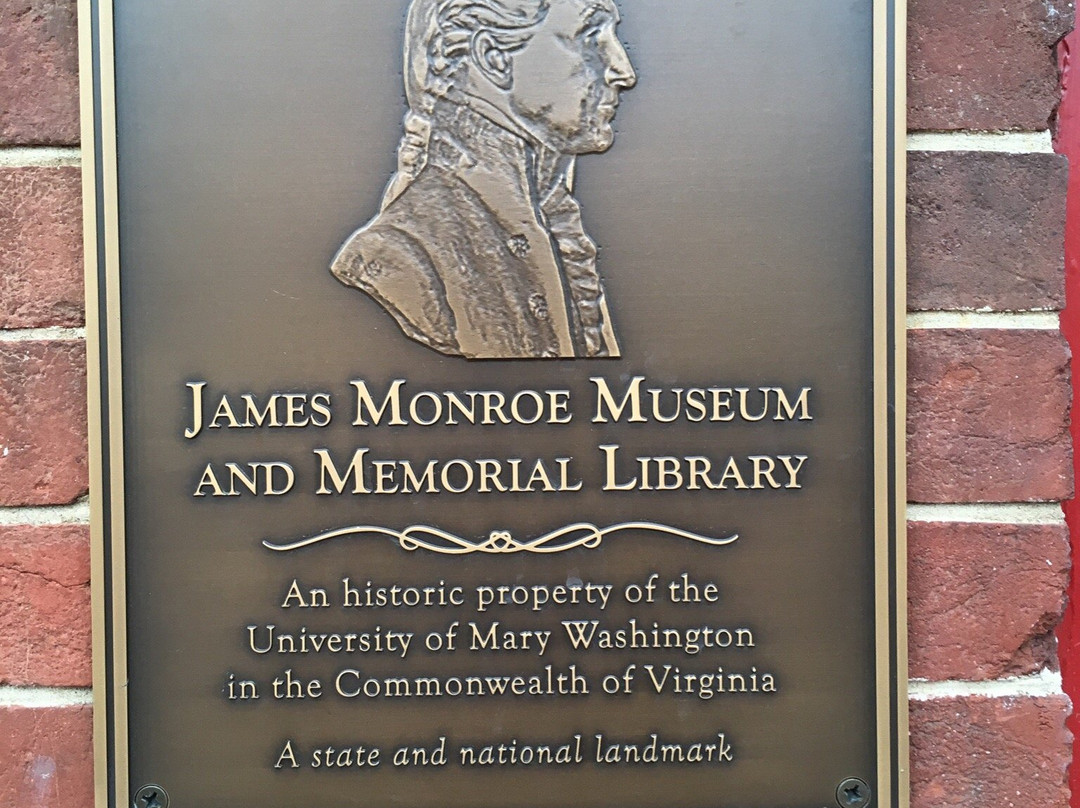 James Monroe Museum
and Memorial Library
An historic property of the
University of Mary Washington
in the Commonwealth of Virginia
A state and national landmark